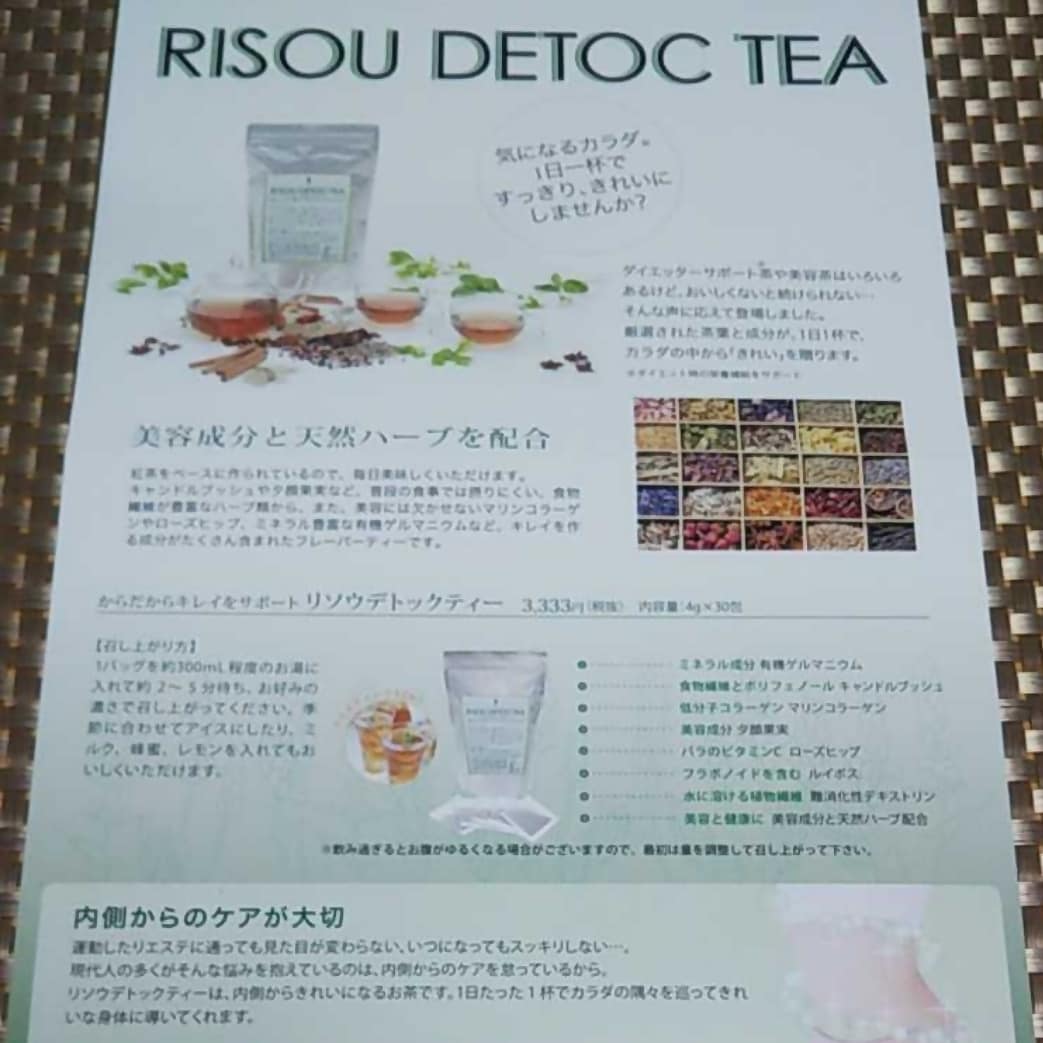 RISOU DETOC TEA
気になるカラダ。
1日一杯で
すっきり、きれいに
しませんか?
ダイエッターサポート茶や美容茶はいろいろ
あるけど、おいしくないと続けられない…
そんな声に応えて登場しました。
厳選された茶葉と成分が、1日1杯で、
カラダの中から「きれい」を贈ります。
※ダイエット時の栄養補給をサポート
美容成分と天然ハーブを配合
紅茶をベースに作られているので、毎日美味しくいただけます。
キャンドルブッシュや夕顔果実など、普段の食事では摂りにくい、食物
繊維が豊富なハーブ類から、また、美容には欠かせないマリンコラーゲ
ンやローズヒップ、ミネラル豊富な有機ゲルマニウムなど、キレイを作
る成分がたくさん含まれたフレーバーティーです。
からだからキレイをサポート リソウデトックティー 3,333円(税抜) 内容量:4g×30包
【召し上がり方】
1バッグを約300mL 程度のお湯に
入れて約 2〜 5 分待ち、お好みの
濃さで召し上がってください。季
節に合わせてアイスにしたり、ミ
ルク、蜂蜜、レモンを入れてもお
いしくいただけます。
ミネラル成分 有機ゲルマニウム
食物繊維とポリフェノール キャンドルブッシュ
低分子コラーゲン マリンコラーゲン
美容成分 夕顔果実
バラのビタミンC ローズヒップ
フラボノイドを含む ルイボス
水に溶ける植物繊維 難消化性デキストリン
美容と健康に 美容成分と天然ハーブ配合
※飲み過ぎるとお腹がゆるくなる場合がございますので、最初は量を調整して召し上がって下さい。
内側からのケアが大切
運動したりエステに通っても見た目が変わらない、いつになってもスッキリしない…。
現代人の多くがそんな悩みを抱えているのは、内側からのケアを怠っているから。
リソウデトックティーは、内側からきれいになるお茶です。1日たった1杯でカラダの隅々を巡ってきれ
いな身体に導いてくれます。